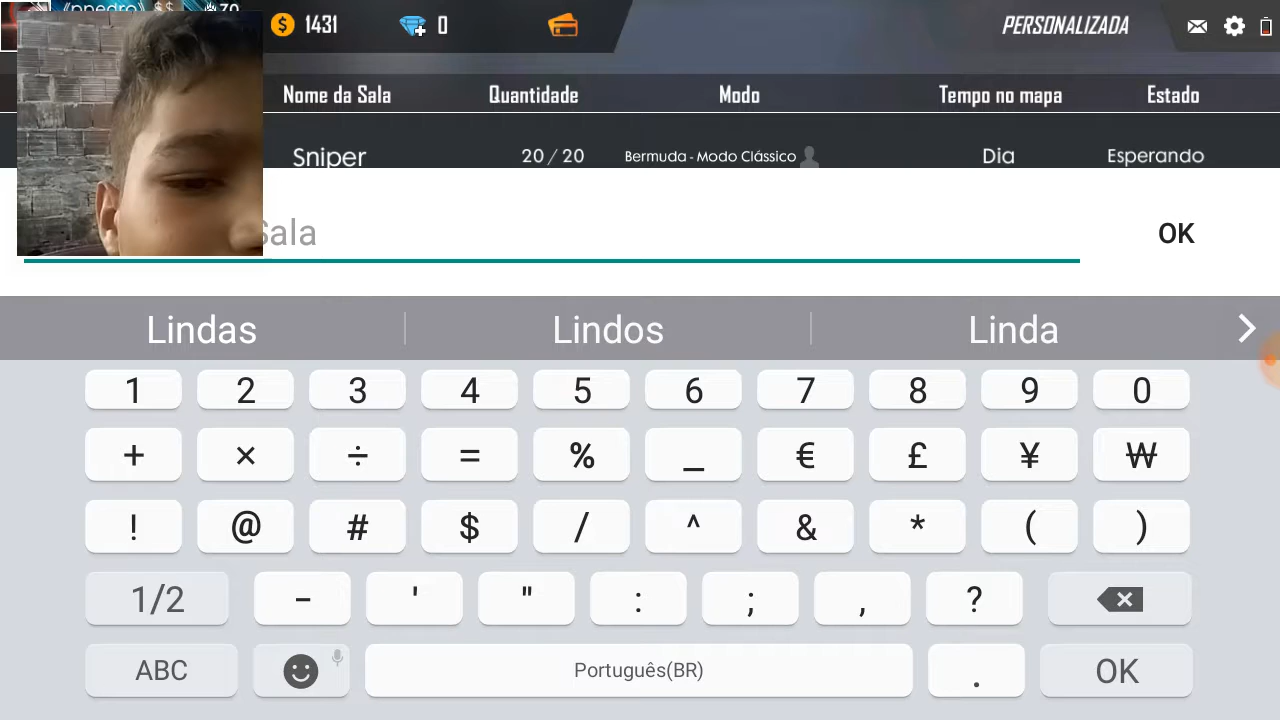 1431 0 PERSONALIZADA
Nome da Sala Quantidade Modo Tempo no mapa Estado
Sniper 20 / 20 Bermuda - Modo Clássico Dia Esperando
Sala OK
Lindas Lindos Linda
1 2 3 4 5 6 7 8 9 0
+ × ÷ = % _ € £ ¥ ₩
! @ # $ / ^ & * ( )
1/2 - ' " : ; , ?
ABC Português(BR) . OK